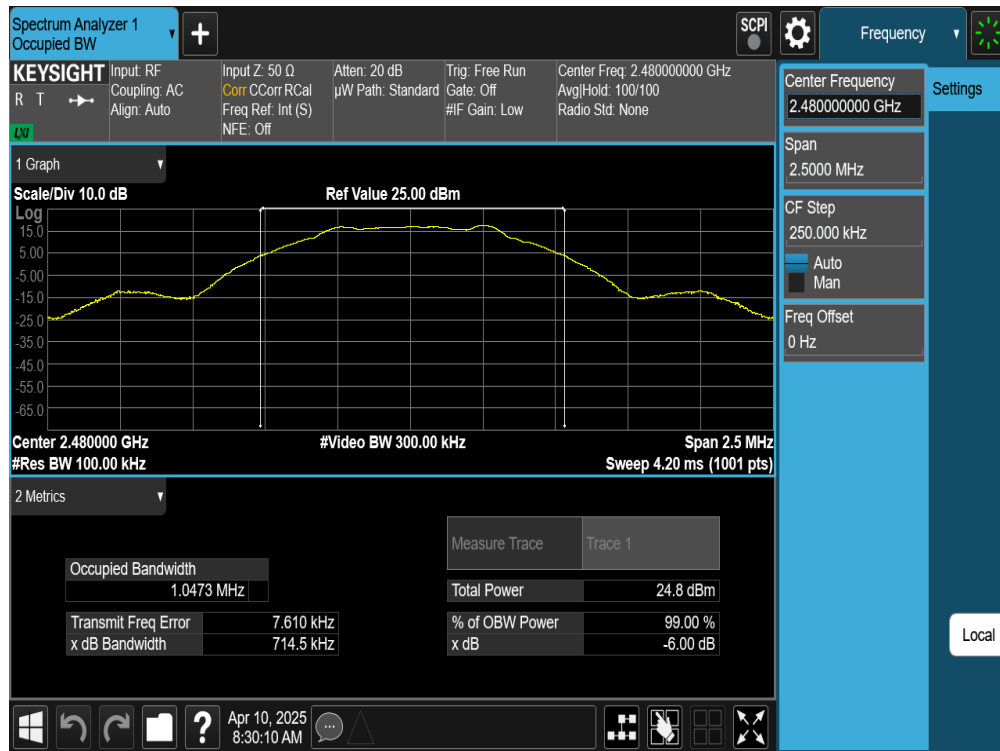 Spectrum Analyzer 1
Occupied BW
+
SCPI
Frequency
KEYSIGHT
R T
LXI
Input: RF
Coupling: AC
Align: Auto
Input Z: 50 Ω
Corr CCorr RCal
Freq Ref: Int (S)
NFE: Off
Atten: 20 dB
µW Path: Standard
Trig: Free Run
Gate: Off
#IF Gain: Low
Center Freq: 2.480000000 GHz
Avg|Hold: 100/100
Radio Std: None
Center Frequency
2.480000000 GHz
Settings
Span
2.5000 MHz
CF Step
250.000 kHz
Auto
Man
Freq Offset
0 Hz
Local
1 Graph
Scale/Div 10.0 dB
Ref Value 25.00 dBm
Log
15.0
5.00
-5.00
-15.0
-25.0
-35.0
-45.0
-55.0
-65.0
Center 2.480000 GHz
#Video BW 300.00 kHz
Span 2.5 MHz
#Res BW 100.00 kHz
Sweep 4.20 ms (1001 pts)
2 Metrics
Measure Trace
Trace 1
Occupied Bandwidth
1.0473 MHz
Total Power
24.8 dBm
Transmit Freq Error
7.610 kHz
% of OBW Power
99.00 %
x dB Bandwidth
714.5 kHz
x dB
-6.00 dB
?
Apr 10, 2025
8:30:10 AM